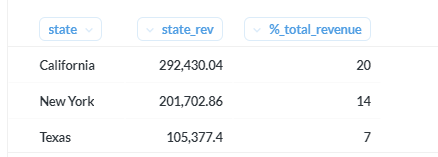 state state_rev %_total_revenue
California 292,430.04 20
New York 201,702.86 14
Texas 105,377.4 7